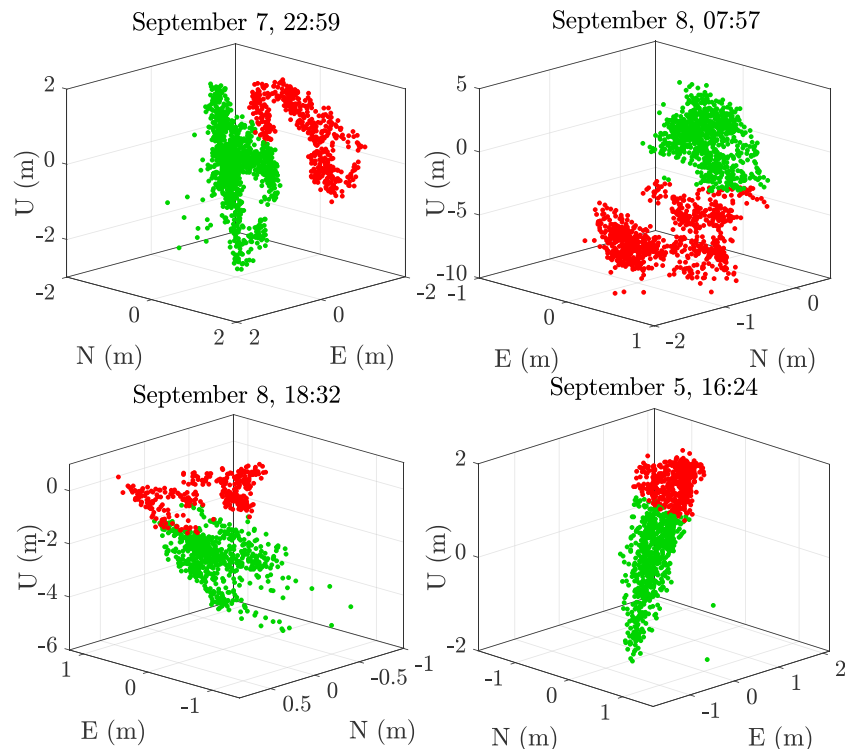 September 7, 22:59
2
0
-2
U (m)
-2
0
2
N (m)
2
0
-2
E (m)
September 8, 07:57
5
0
-5
-10
U (m)
-1
0
1
E (m)
-2
-1
0
N (m)
September 8, 18:32
0
-2
-4
-6
U (m)
1
0
-1
E (m)
0.5
0
-0.5
-1
N (m)
September 5, 16:24
2
0
-2
U (m)
-1
0
1
N (m)
-1
0
1
2
E (m)